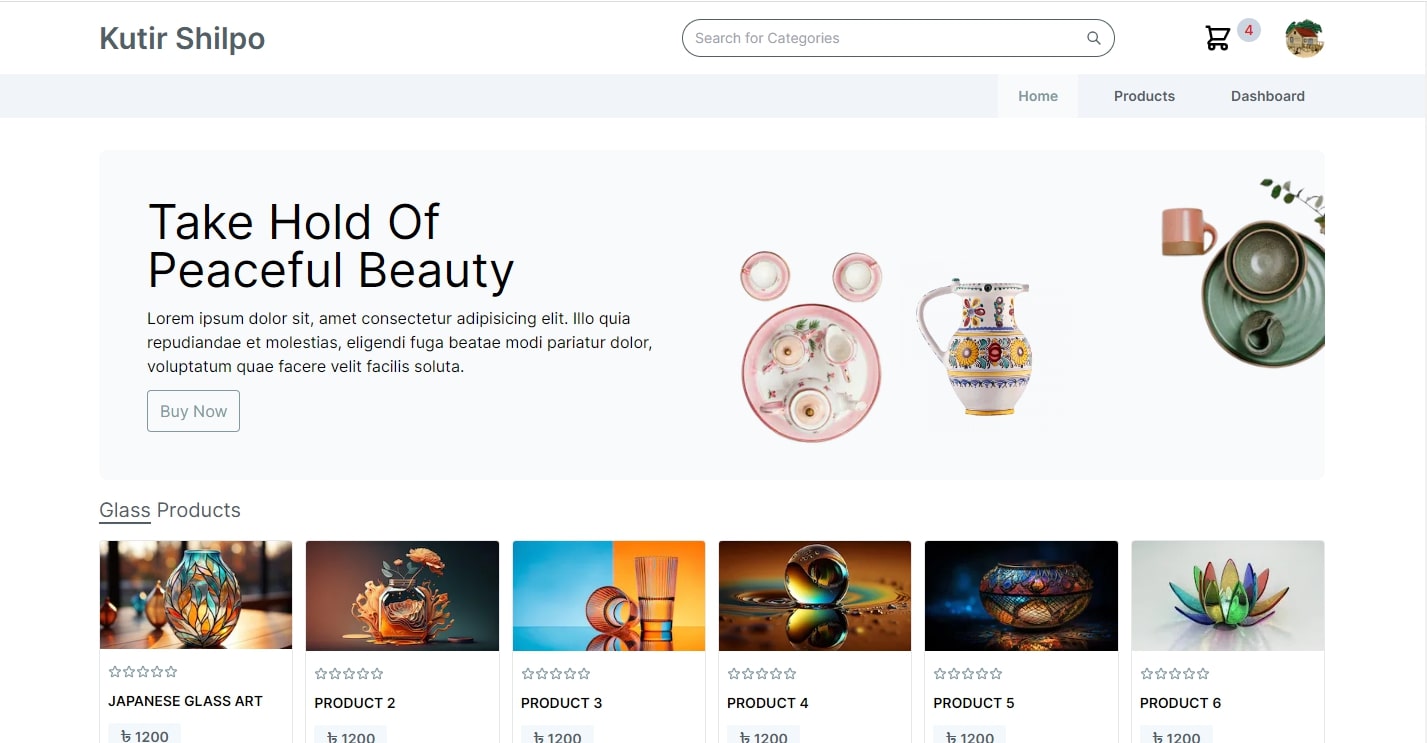 Kutir Shilpo
Search for Categories
4
Home Products Dashboard
Take Hold Of
Peaceful Beauty
Lorem ipsum dolor sit, amet consectetur adipisicing elit. Illo quia
repudiandae et molestias, eligendi fuga beatae modi pariatur dolor,
voluptatum quae facere velit facilis soluta.
Buy Now
Glass Products
JAPANESE GLASS ART
৳ 1200
PRODUCT 2
৳ 1200
PRODUCT 3
৳ 1200
PRODUCT 4
৳ 1200
PRODUCT 5
৳ 1200
PRODUCT 6
৳ 1200